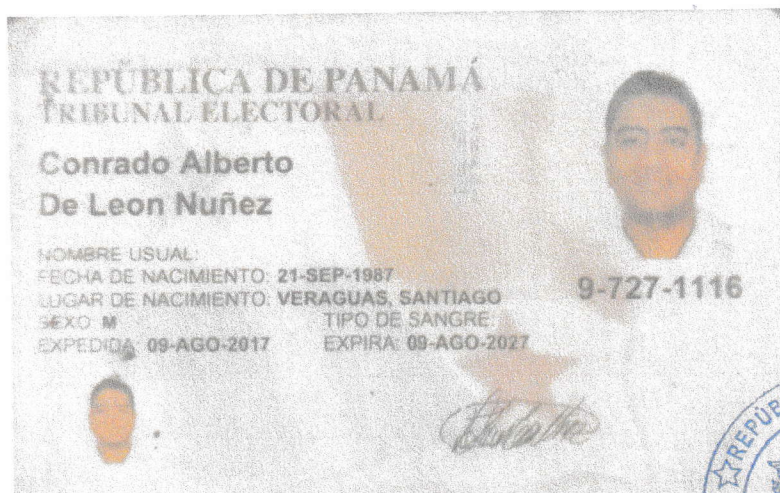 REPÚBLICA DE PANAMÁ
TRIBUNAL ELECTORAL
Conrado Alberto
De Leon Nuñez
NOMBRE USUAL:
FECHA DE NACIMIENTO: 21-SEP-1987
LUGAR DE NACIMIENTO: VERAGUAS, SANTIAGO
SEXO: M TIPO DE SANGRE:
EXPEDIDA: 09-AGO-2017 EXPIRA: 09-AGO-2027
9-727-1116